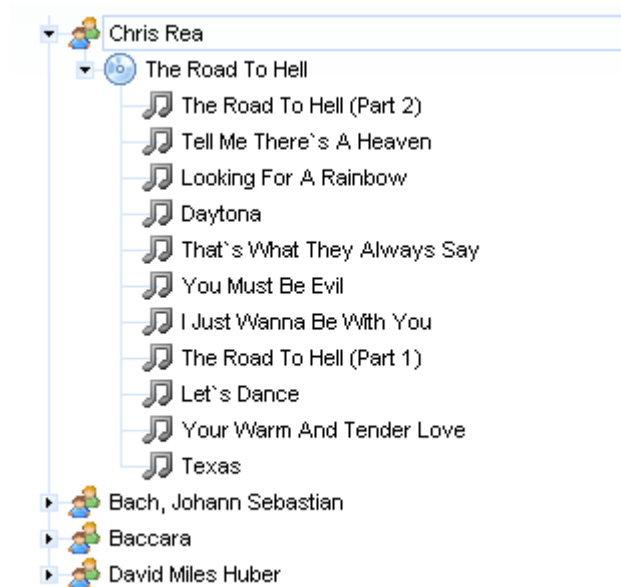 Chris Rea
The Road To Hell
The Road To Hell (Part 2)
Tell Me There`s A Heaven
Looking For A Rainbow
Daytona
That`s What They Always Say
You Must Be Evil
I Just Wanna Be With You
The Road To Hell (Part 1)
Let`s Dance
Your Warm And Tender Love
Texas
Bach, Johann Sebastian
Baccara
David Miles Huber